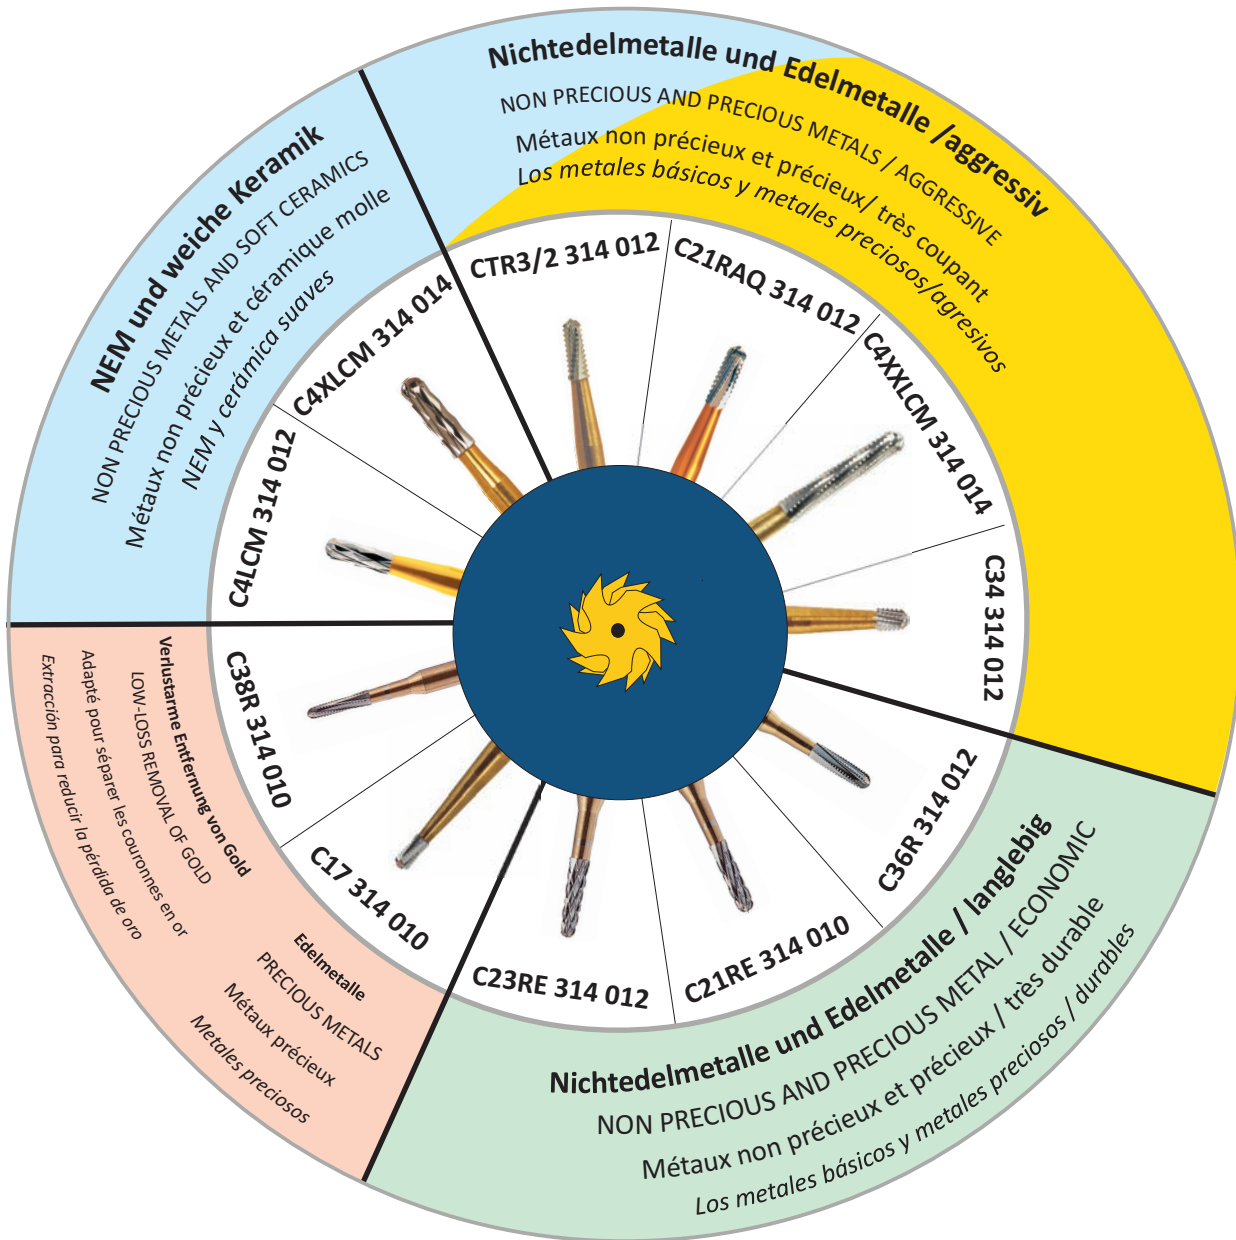 Nichtedelmetalle und Edelmetalle /aggressiv
NON PRECIOUS AND PRECIOUS METALS / AGGRESSIVE
Métaux non précieux et précieux/ très coupant
Los metales básicos y metales preciosos/agresivos
CTR3/2 314 012
C21RAQ 314 012
C4XXLCM 314 014
C34 314 012
Nichtedelmetalle und Edelmetalle / langlebig
NON PRECIOUS AND PRECIOUS METAL / ECONOMIC
Métaux non précieux et précieux / très durable
Los metales básicos y metales preciosos / durables
C36R 314 012
C21RE 314 010
C23RE 314 012
Edelmetalle
PRECIOUS METALS
Métaux précieux
Metales preciosos
C17 314 010
Verlustarme Entfernung von Gold
LOW-LOSS REMOVAL OF GOLD
Adapté pour séparer les couronnes en or
Extracción para reducir la pérdida de oro
C38R 314 010
NEM und weiche Keramik
NON PRECIOUS METALS AND SOFT CERAMICS
Métaux non précieux et céramique molle
NEM y cerámica suaves
C4LCM 314 012
C4XLCM 314 014